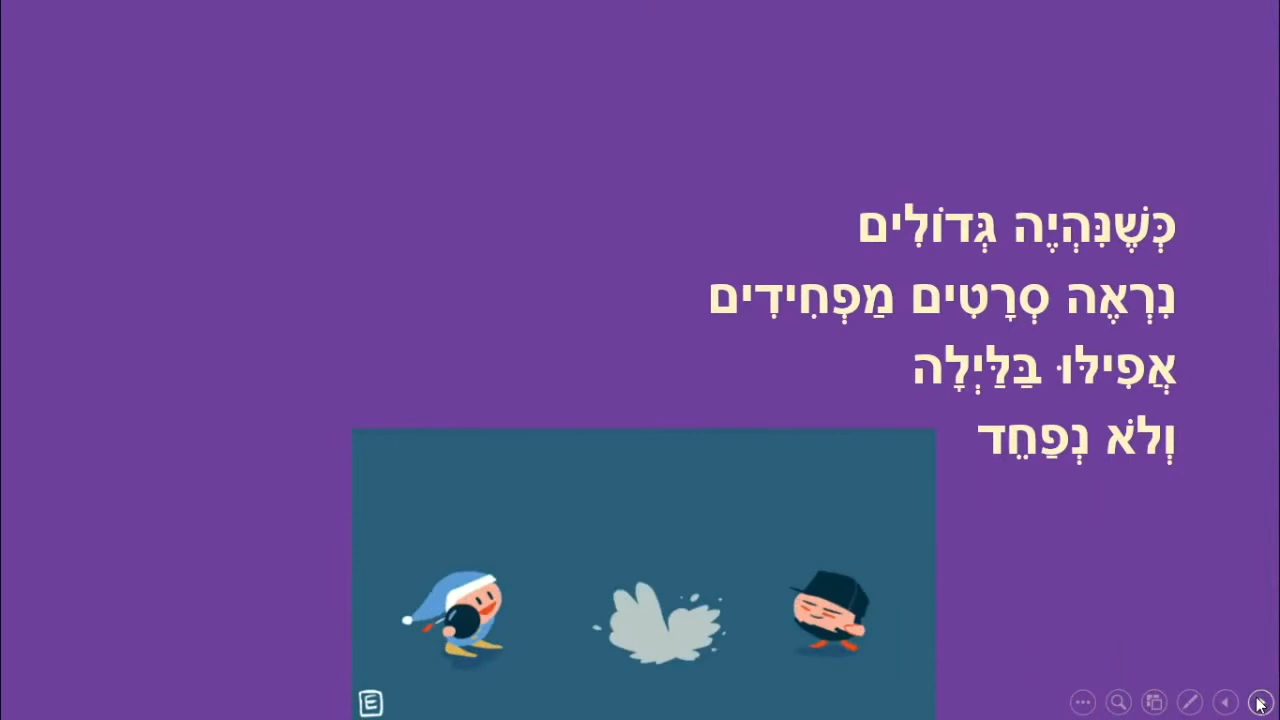 כְּשֶׁנִּהְיֶה גְּדוֹלִים
נִרְאֶה סְרָטִים מַפְחִידִים
אֲפִילּוּ בַּלַּיְלָה
וְלֹא נְפַחֵד
E